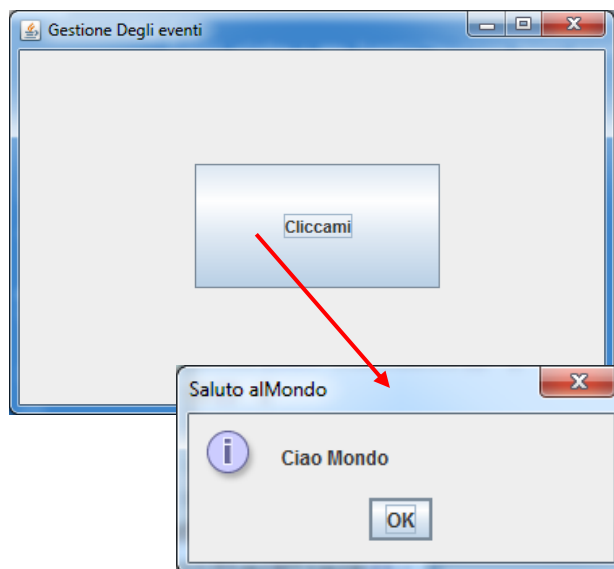 Gestione Degli eventi
Cliccami
Saluto alMondo
i
Ciao Mondo
OK